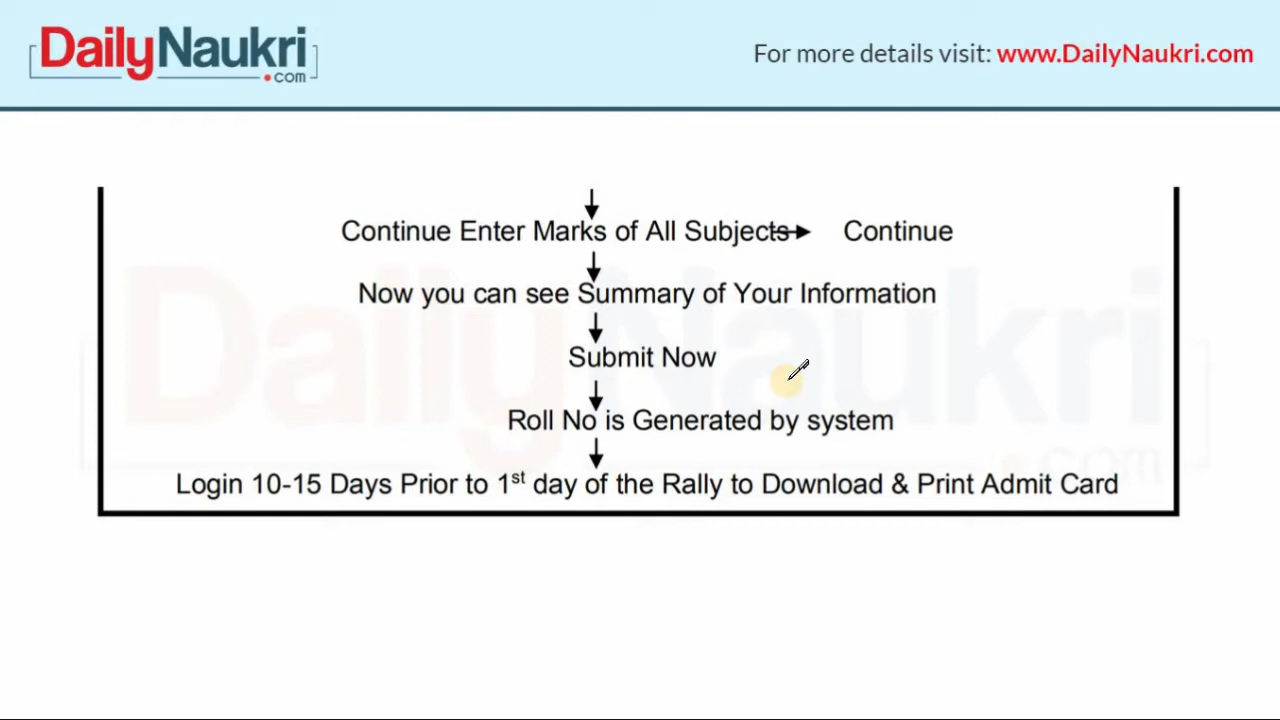 DailyNaukri
.com
For more details visit: www.DailyNaukri.com
Continue Enter Marks of All Subjects → Continue
Now you can see Summary of Your Information
Submit Now
Roll No is Generated by system
Login 10-15 Days Prior to 1st day of the Rally to Download & Print Admit Card
DailyNaukri
.com